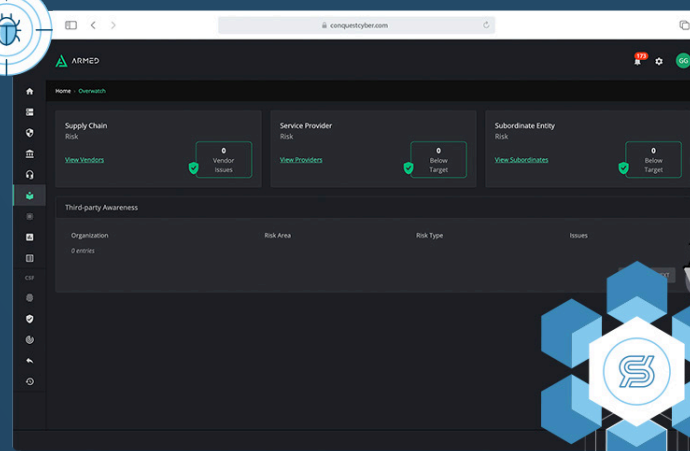 conquestcyber.com
ARMED
173
GG
Home › Overwatch
Supply Chain
Risk
View Vendors
0
Vendor
Issues
Service Provider
Risk
View Providers
0
Below
Target
Subordinate Entity
Risk
View Subordinates
0
Below
Target
Third-party Awareness
Organization Risk Area Risk Type Issues
0 entries
CSF